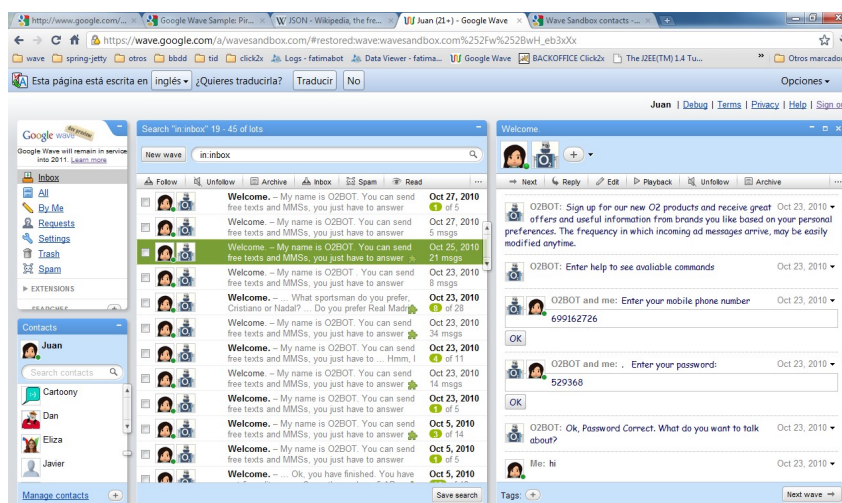 http://www.google.com/...
Google Wave Sample: Pir...
JSON - Wikipedia, the fre...
Juan (21+) - Google Wave
Wave Sandbox contacts -...
https://wave.google.com/a/wavesandbox.com/#restored:wave:wavesandbox.com%252Fw%252BwH_eb3xXx
wave
spring-jetty
otros
bbdd
tid
click2x
Logs - fatimabot
Data Viewer - fatima...
Google Wave
BACKOFFICE Click2x
The J2EE(TM) 1.4 Tu...
»
Otros marcador
Esta página está escrita en inglés ¿Quieres traducirla? Traducir No
Opciones
Juan | Debug | Terms | Privacy | Help | Sign ou
Google wave
Google Wave will remain in service
into 2011. Learn more
Inbox
All
By Me
Requests
Settings
Trash
Spam
EXTENSIONS
SEARCHES
Contacts
Juan
Search contacts
Cartoony
Dan
Eliza
Javier
Manage contacts
Search "in:inbox" 19 - 45 of lots
New wave
in:inbox
Follow Unfollow Archive Inbox Spam Read ...
Welcome. – My name is O2BOT. You can send Oct 27, 2010
free texts and MMSs, you just have to answer 1 of 5
Welcome. – My name is O2BOT. You can send Oct 27, 2010
free texts and MMSs, you just have to answer 5 msgs
Welcome. – My name is O2BOT. You can send Oct 25, 2010
free texts and MMSs, you just have to answer 21 msgs
Welcome. – My name is O2BOT . You can send Oct 23, 2010
free texts and MMSs, you just have to answer 8 msgs
Welcome. – ... What sportsman do you prefer, Oct 23, 2010
Cristiano or Nadal? ... Do you prefer Real Madri 8 of 28
Welcome. – My name is O2BOT. You can send Oct 23, 2010
free texts and MMSs, you just have to answer 34 msgs
Welcome. – My name is O2BOT. You can send Oct 23, 2010
free texts and MMSs, you just have to ... Hmm, I 4 of 11
Welcome. – My name is O2BOT. You can send Oct 23, 2010
free texts and MMSs, you just have to answer 14 msgs
Welcome. – My name is O2BOT. You can send Oct 23, 2010
free texts and MMSs, you just have to answer 1 of 5
Welcome. – My name is O2BOT. You can send Oct 5, 2010
free texts and MMSs, you just have to answer 3 of 14
Welcome. – My name is O2BOT. You can send Oct 5, 2010
free texts and MMSs, you just have to answer 1 of 5
Welcome. – ... Ok, you have finished. You have Oct 5, 2010
Save search
Welcome.
Next Reply Edit Playback Unfollow Archive ...
O2BOT: Sign up for our new O2 products and receive great Oct 23, 2010
offers and useful information from brands you like based on your personal
preferences. The frequency in which incoming ad messages arrive, may be easily
modified anytime.
O2BOT: Enter help to see avaliable commands Oct 23, 2010
O2BOT and me: Enter your mobile phone number Oct 23, 2010
699162726
OK
O2BOT and me: . Enter your password: Oct 23, 2010
529368
OK
O2BOT: Ok, Password Correct. What do you want to talk Oct 23, 2010
about?
Me: hi Oct 23, 2010
Tags:
Next wave